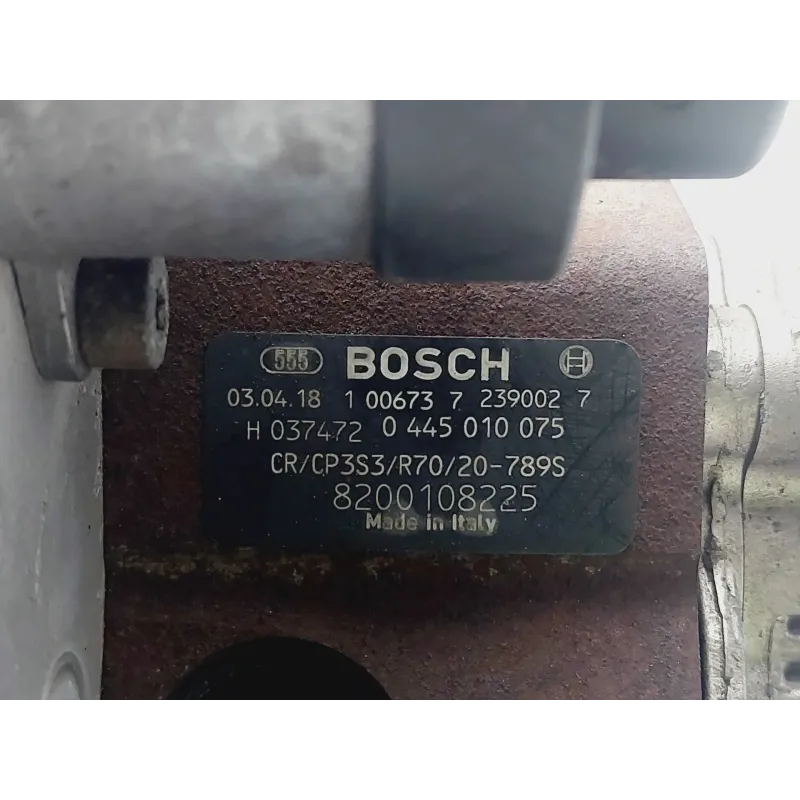 555 BOSCH
03.04.18 1 00673 7 239002 7
H 037472 0 445 010 075
CR/CP3S3/R70/20-789S
8200108225
Made in Italy